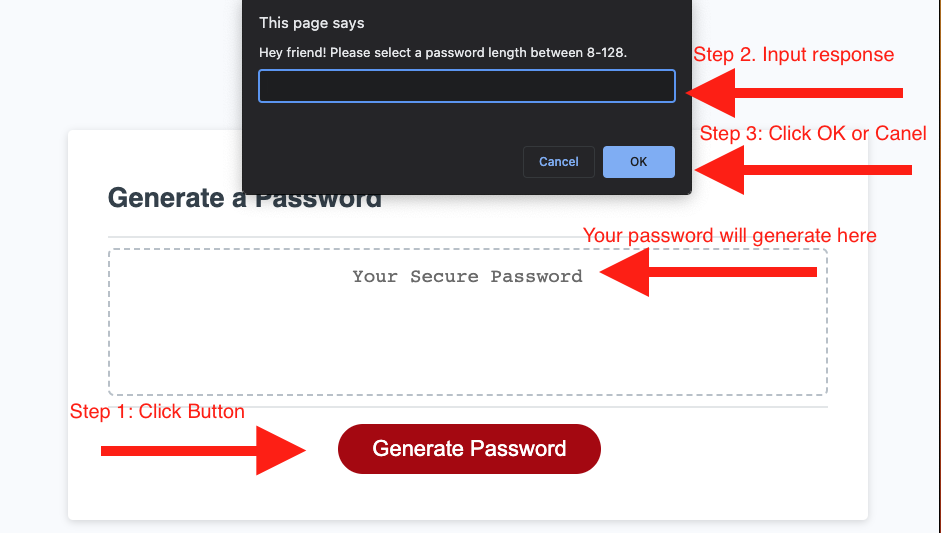 This page says
Hey friend! Please select a password length between 8-128.
Step 2. Input response
Step 3: Click OK or Canel
Cancel
OK
Generate a Password
Your password will generate here
Your Secure Password
Step 1: Click Button
Generate Password